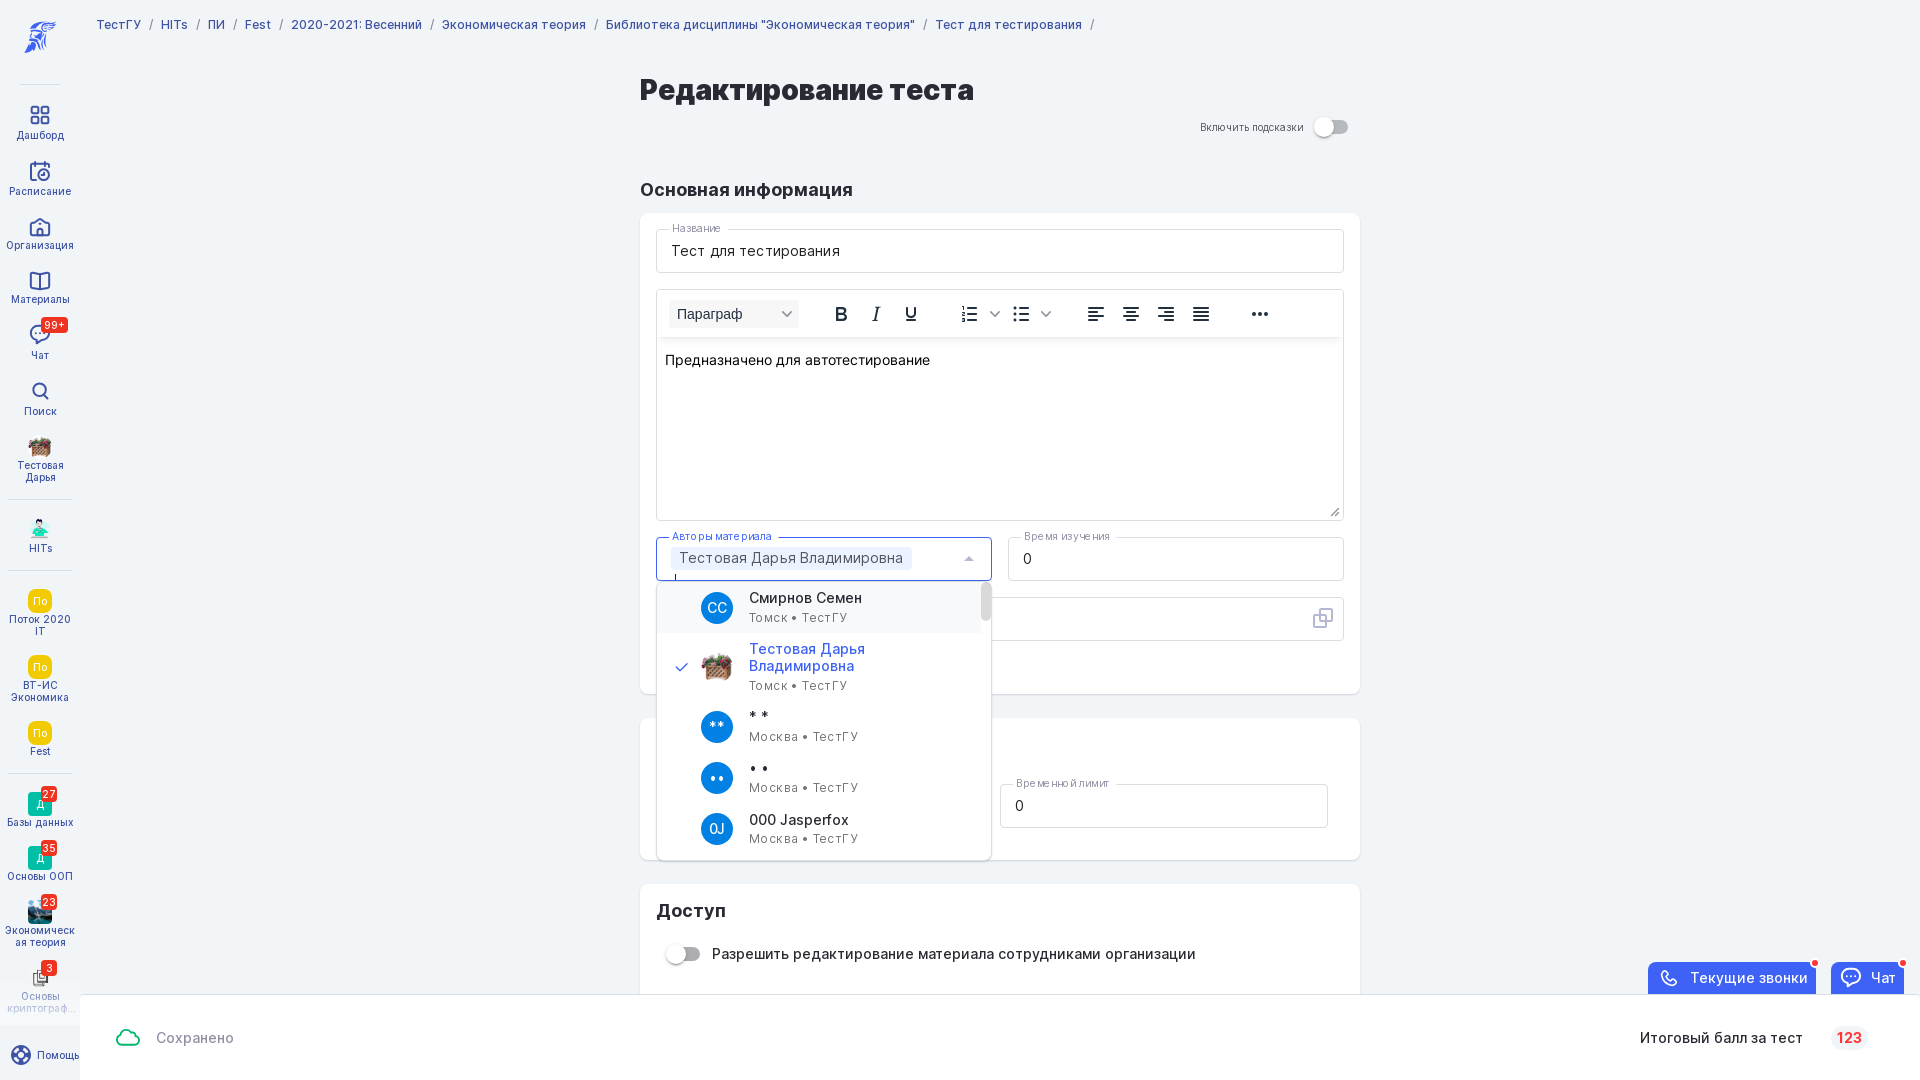 ТестГУ / HITs / ПИ / Fest / 2020-2021: Весенний / Экономическая теория / Библиотека дисциплины "Экономическая теория" / Тест для тестирования /
Дашборд
Расписание
Организация
Материалы
99+
Чат
Поиск
Тестовая
Дарья
HITs
По
Поток 2020
IT
По
ВТ-ИС
Экономика
По
Fest
27
Д
Базы данных
35
Д
Основы ООП
23
Экономическ
ая теория
3
Основы
криптограф...
Помощь
Редактирование теста
Включить подсказки
Основная информация
Название
Тест для тестирования
Параграф
Предназначено для автотестирование
Авторы материала
Тестовая Дарья Владимировна
Время изучения
0
СС
Смирнов Семен
Томск • ТестГУ
Тестовая Дарья
Владимировна
Томск • ТестГУ
**
* *
Москва • ТестГУ
••
• •
Москва • ТестГУ
0J
000 Jasperfox
Москва • ТестГУ
Временной лимит
0
Доступ
Разрешить редактирование материала сотрудниками организации
Текущие звонки
Чат
Сохранено
Итоговый балл за тест
123